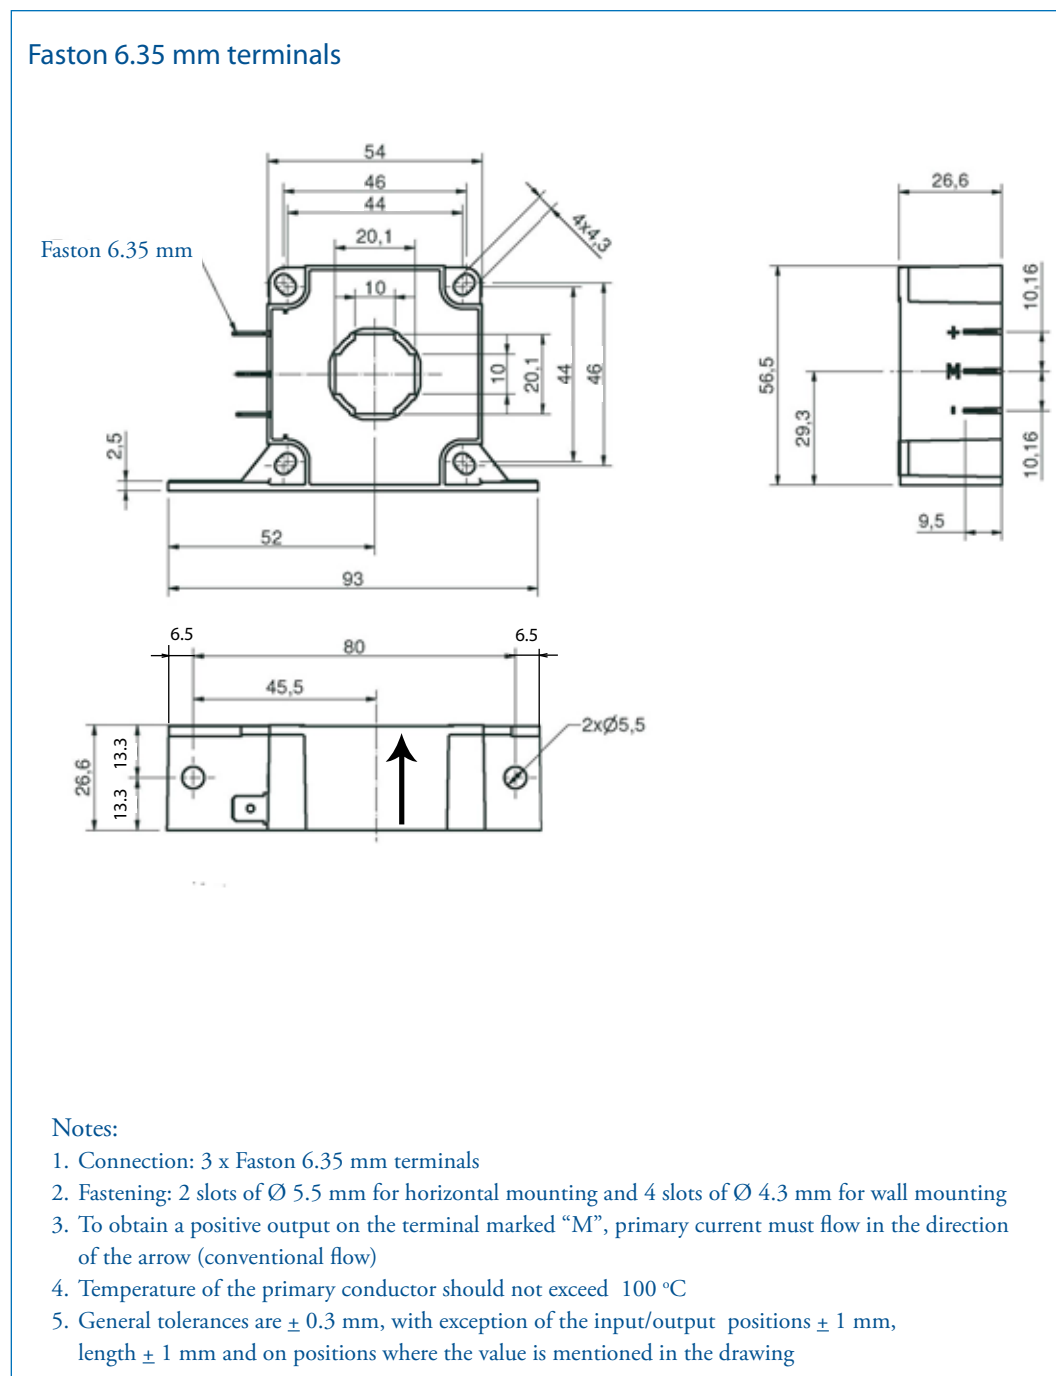 Faston 6.35 mm terminals
54
46
44
20,1
10
4x4,3
Faston 6.35 mm
10
20,1
44
46
2,5
52
93
26,6
56,5
29,3
10,16
10,16
+
M
-
9,5
6.5
80
6.5
45,5
2xØ5,5
26,6
13.3
13.3
Notes:
1. Connection: 3 x Faston 6.35 mm terminals
2. Fastening: 2 slots of Ø 5.5 mm for horizontal mounting and 4 slots of Ø 4.3 mm for wall mounting
3. To obtain a positive output on the terminal marked “M”, primary current must flow in the direction
of the arrow (conventional flow)
4. Temperature of the primary conductor should not exceed 100 °C
5. General tolerances are ± 0.3 mm, with exception of the input/output positions ± 1 mm,
length ± 1 mm and on positions where the value is mentioned in the drawing